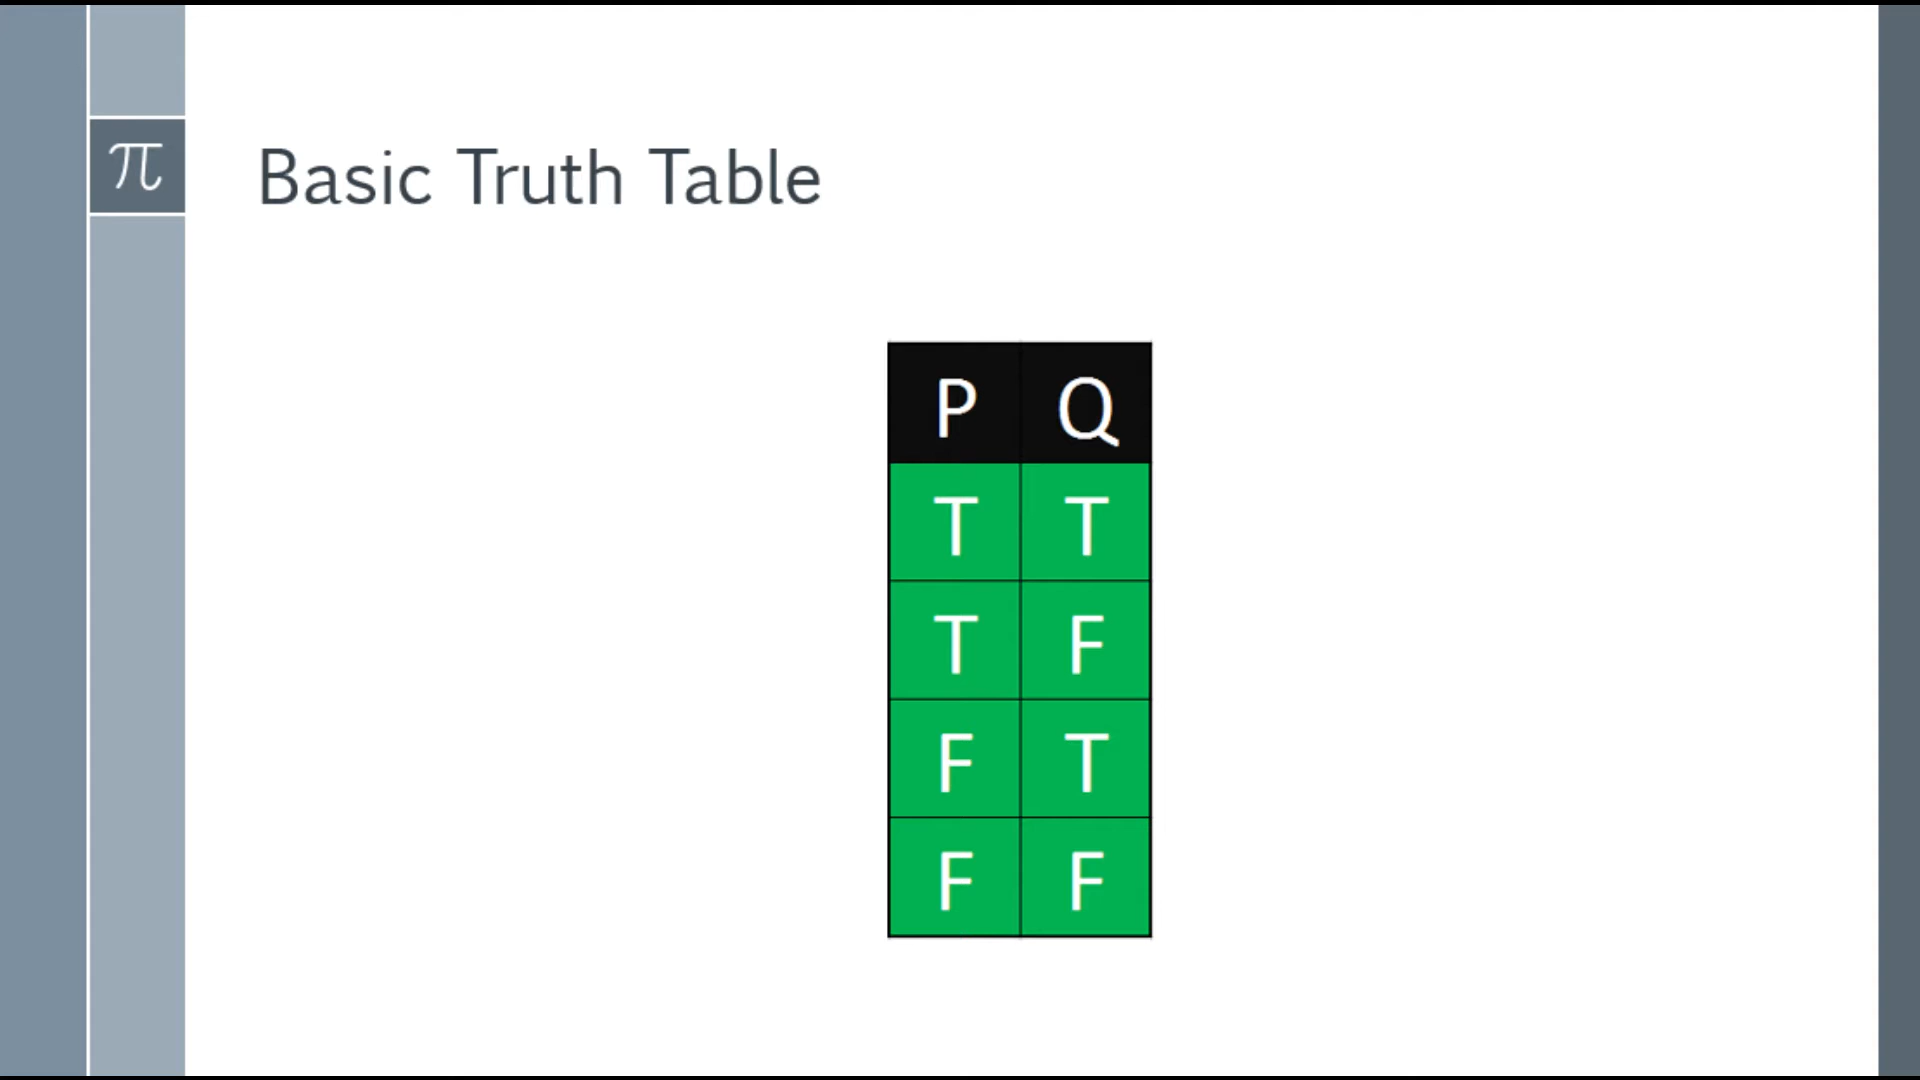 π
Basic Truth Table
P Q
T T
T F
F T
F F